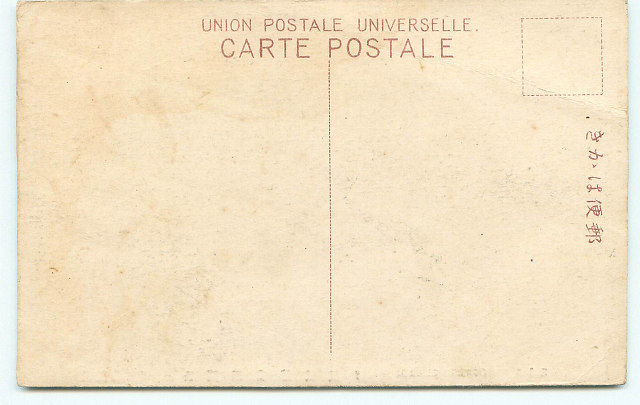 UNION POSTALE UNIVERSELLE.
CARTE POSTALE
きかは便郵